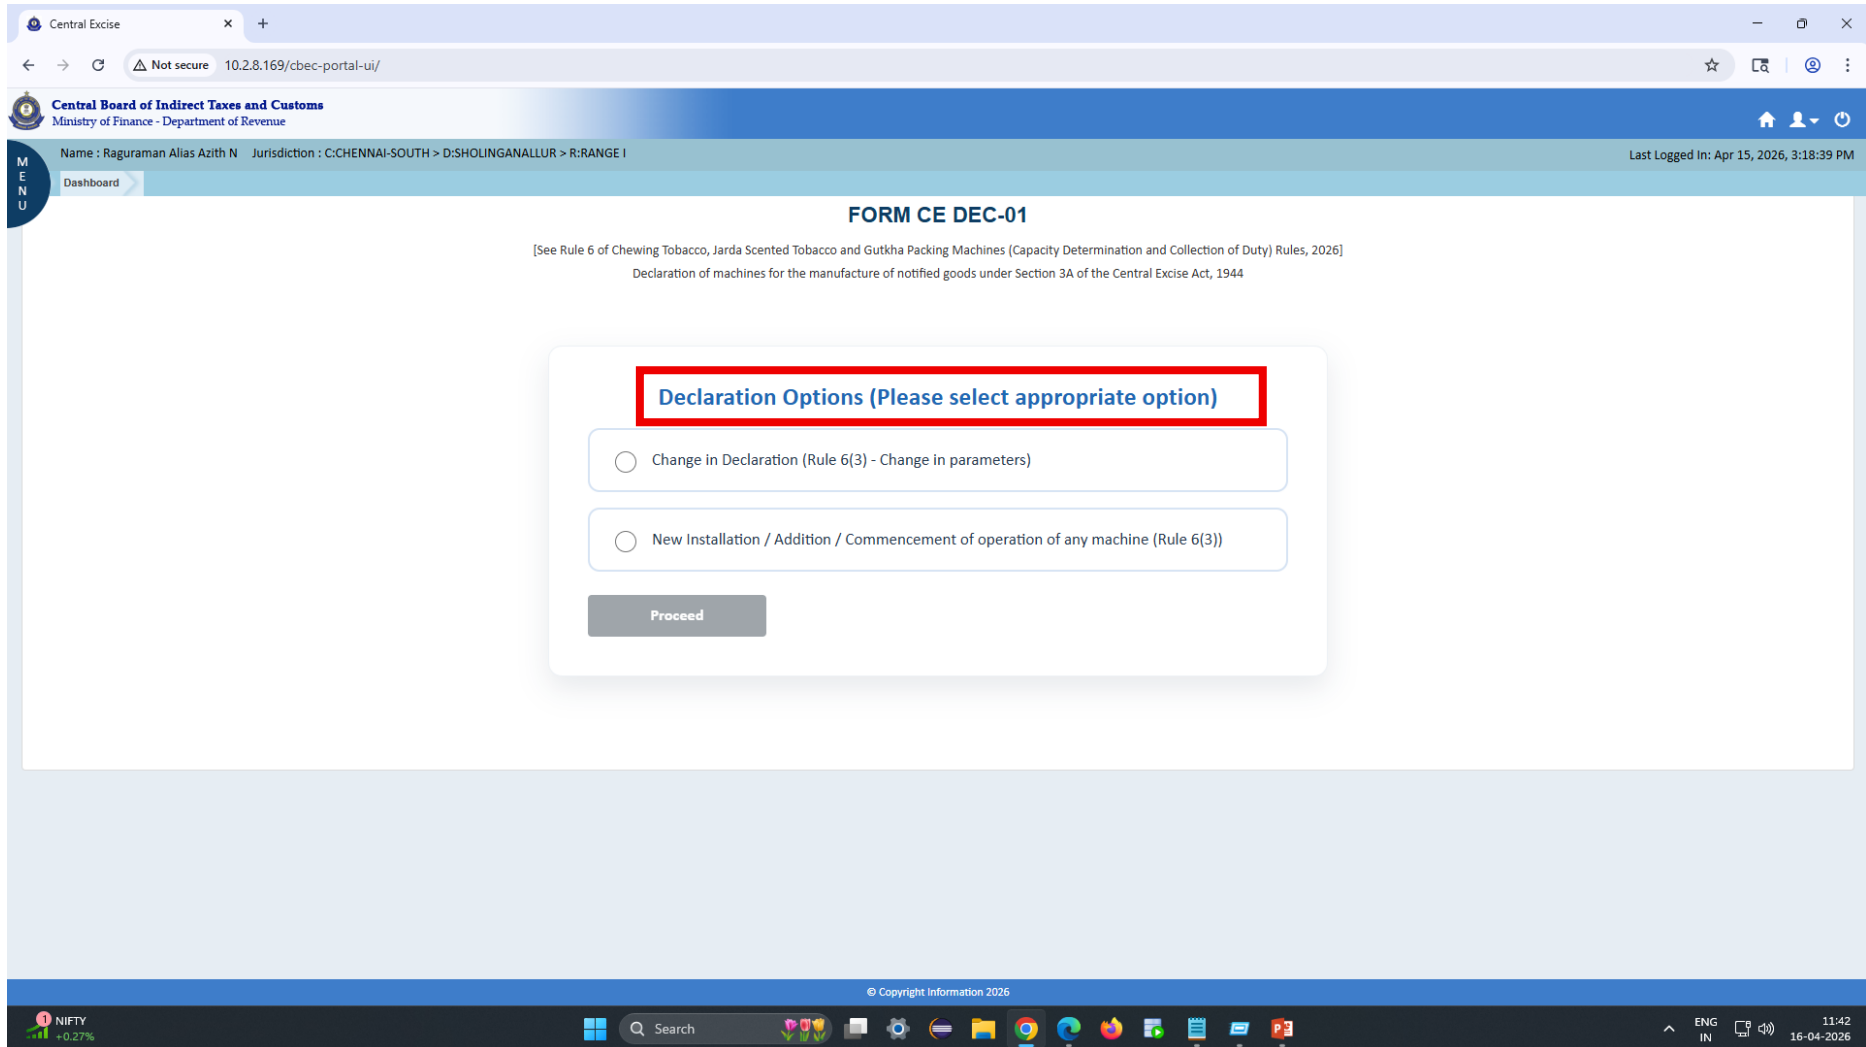 Central Excise
Not secure
10.2.8.169/cbec-portal-ui/
Central Board of Indirect Taxes and Customs
Ministry of Finance - Department of Revenue
MENU
Name : Raguraman Alias Azith N Jurisdiction : C:CHENNAI-SOUTH > D:SHOLINGANALLUR > R:RANGE I
Last Logged In: Apr 15, 2026, 3:18:39 PM
Dashboard
FORM CE DEC-01
[See Rule 6 of Chewing Tobacco, Jarda Scented Tobacco and Gutkha Packing Machines (Capacity Determination and Collection of Duty) Rules, 2026]
Declaration of machines for the manufacture of notified goods under Section 3A of the Central Excise Act, 1944
Declaration Options (Please select appropriate option)
Change in Declaration (Rule 6(3) - Change in parameters)
New Installation / Addition / Commencement of operation of any machine (Rule 6(3))
Proceed
© Copyright Information 2026
1
NIFTY
+0.27%
Search
ENG
IN
11:42
16-04-2026